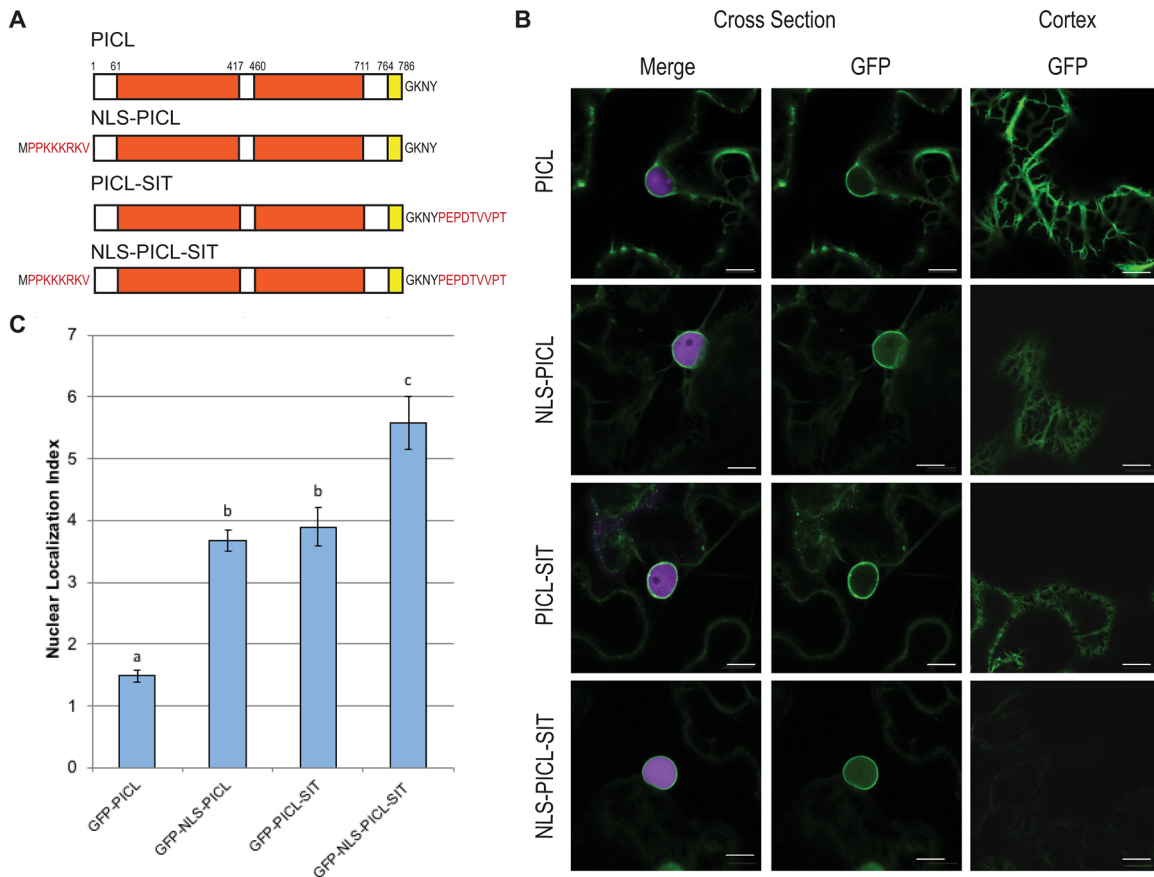 A
PICL
1 61 417 460 711 764 786
GKNY
NLS-PICL
MPPKKKRKV GKNY
PICL-SIT
GKNYPEPDTVVPT
NLS-PICL-SIT
MPPKKKRKV GKNYPEPDTVVPT
B
Cross Section Cortex
Merge GFP GFP
PICL
NLS-PICL
PICL-SIT
NLS-PICL-SIT
C
Nuclear Localization Index
7
6
5
4
3
2
1
0
a
b
b
c
GFP-PICL
GFP-NLS-PICL
GFP-PICL-SIT
GFP-NLS-PICL-SIT